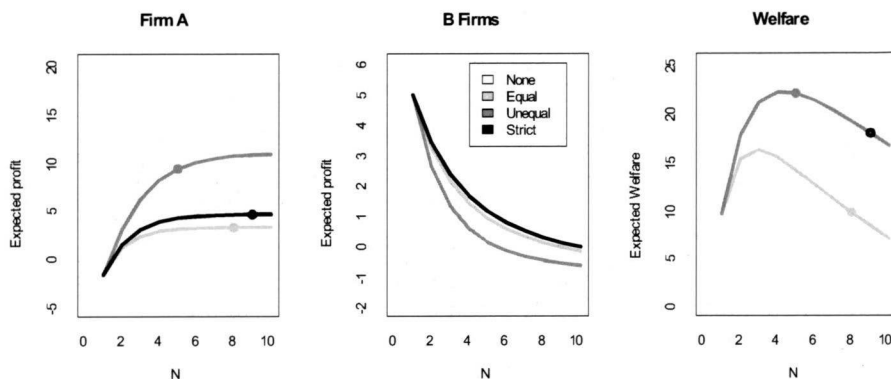 Firm A
Expected profit
20
15
10
5
0
-5
0 2 4 6 8 10
N
B Firms
Expected profit
6
5
4
3
2
1
0
-1
-2
None
Equal
Unequal
Strict
0 2 4 6 8 10
N
Welfare
Expected Welfare
25
20
15
10
5
0
0 2 4 6 8 10
N